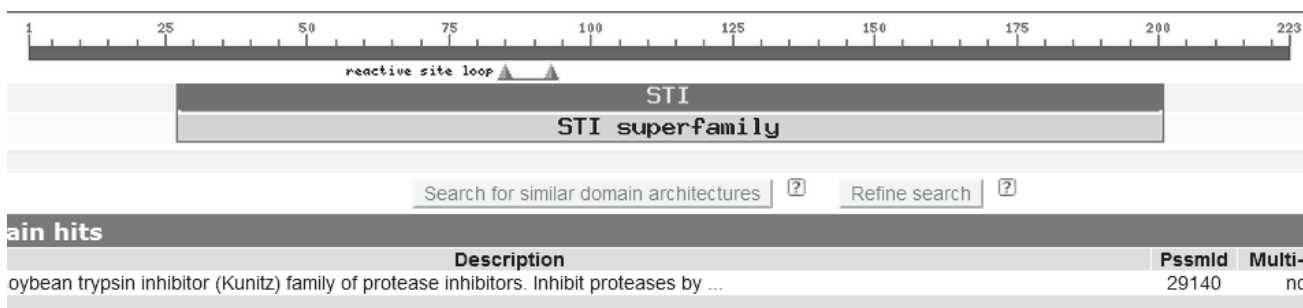 1 25 50 75 100 125 150 175 200 223
reactive site loop
STI
STI superfamily
Search for similar domain architectures ? Refine search ?
ain hits
Description Pssmld Multi-
oybean trypsin inhibitor (Kunitz) family of protease inhibitors. Inhibit proteases by ... 29140 no